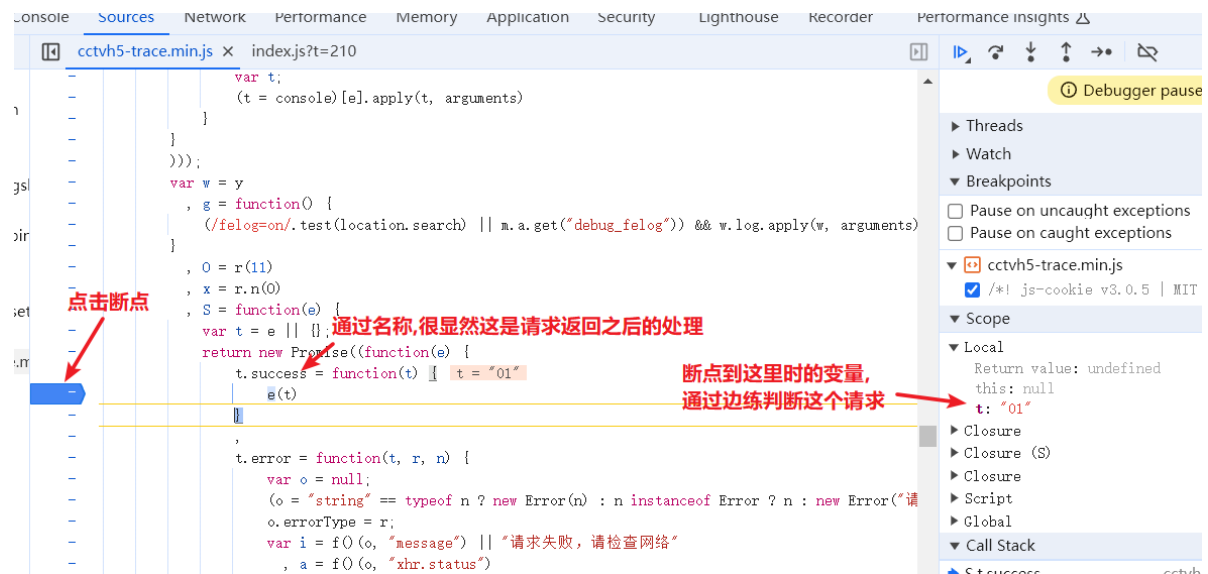 Console Sources Network Performance Memory Application Security Lighthouse Recorder Performance insights
cctvh5-trace.min.js × index.js?t=210
Debugger pause
var t;
(t = console)[e].apply(t, arguments)
}
}
)));
var w = y
, g = function() {
(/felog=on/.test(location.search) || m.a.get("debug_felog")) && w.log.apply(w, arguments)
}
, O = r(11)
, x = r.n(0)
, S = function(e) {
var t = e || {};
return new Promise((function(e) {
t.success = function(t) { t = "01"
e(t)
}
,
t.error = function(t, r, n) {
var o = null;
(o = "string" == typeof n ? new Error(n) : n instanceof Error ? n : new Error("请
o.errorType = r;
var i = f()(o, "message") || "请求失败，请检查网络"
, a = f()(o, "xhr.status")
点击断点
通过名称,很显然这是请求返回之后的处理
断点到这里时的变量,
通过边练判断这个请求
Threads
Watch
Breakpoints
Pause on uncaught exceptions
Pause on caught exceptions
cctvh5-trace.min.js
/*! js-cookie v3.0.5 | MIT
Scope
Local
Return value: undefined
this: null
t: "01"
Closure
Closure (S)
Closure
Script
Global
Call Stack
S.t.success cctvh